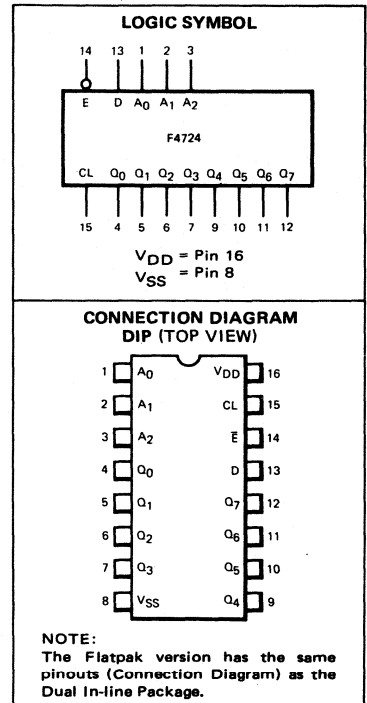 LOGIC SYMBOL
14 13 1 2 3
E D A0 A1 A2
F4724
CL Q0 Q1 Q2 Q3 Q4 Q5 Q6 Q7
15 4 5 6 7 9 10 11 12
VDD = Pin 16
VSS = Pin 8
CONNECTION DIAGRAM
DIP (TOP VIEW)
1 A0 VDD 16
2 A1 CL 15
3 A2 E̅ 14
4 Q0 D 13
5 Q1 Q7 12
6 Q2 Q6 11
7 Q3 Q5 10
8 VSS Q4 9
NOTE:
The Flatpak version has the same
pinouts (Connection Diagram) as the
Dual In-line Package.